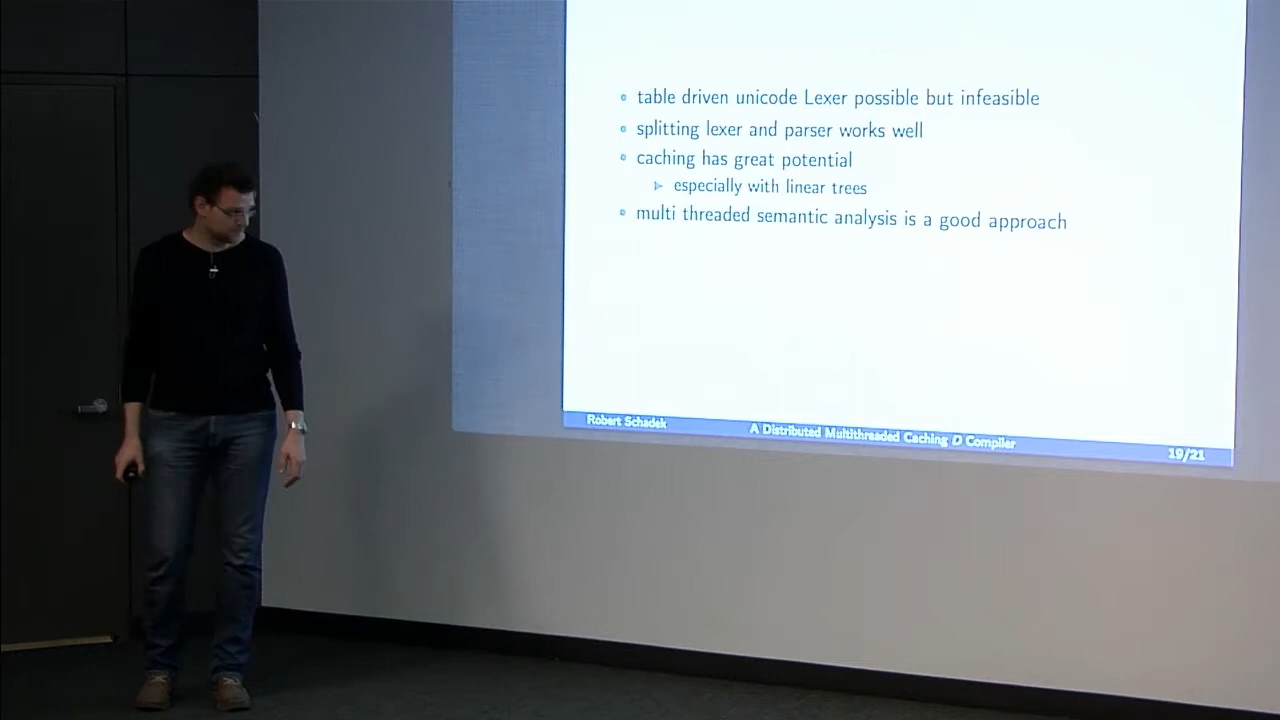 table driven unicode Lexer possible but infeasible
splitting lexer and parser works well
caching has great potential
especially with linear trees
multi threaded semantic analysis is a good approach
Robert Schadek
A Distributed Multithreaded Caching D Compiler
19/21